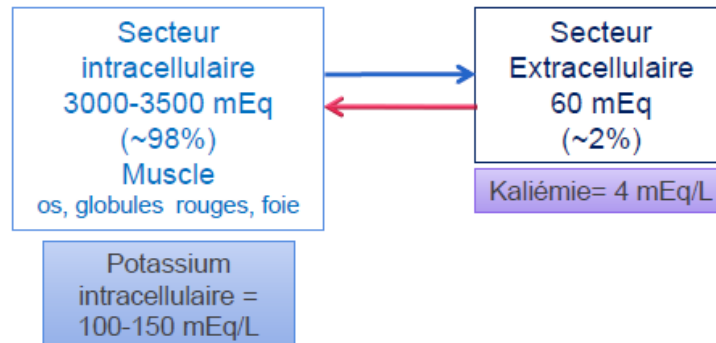 Secteur
intracellulaire
3000-3500 mEq
(~98%)
Muscle
os, globules rouges, foie
Potassium
intracellulaire =
100-150 mEq/L
Secteur
Extracellulaire
60 mEq
(~2%)
Kaliémie= 4 mEq/L